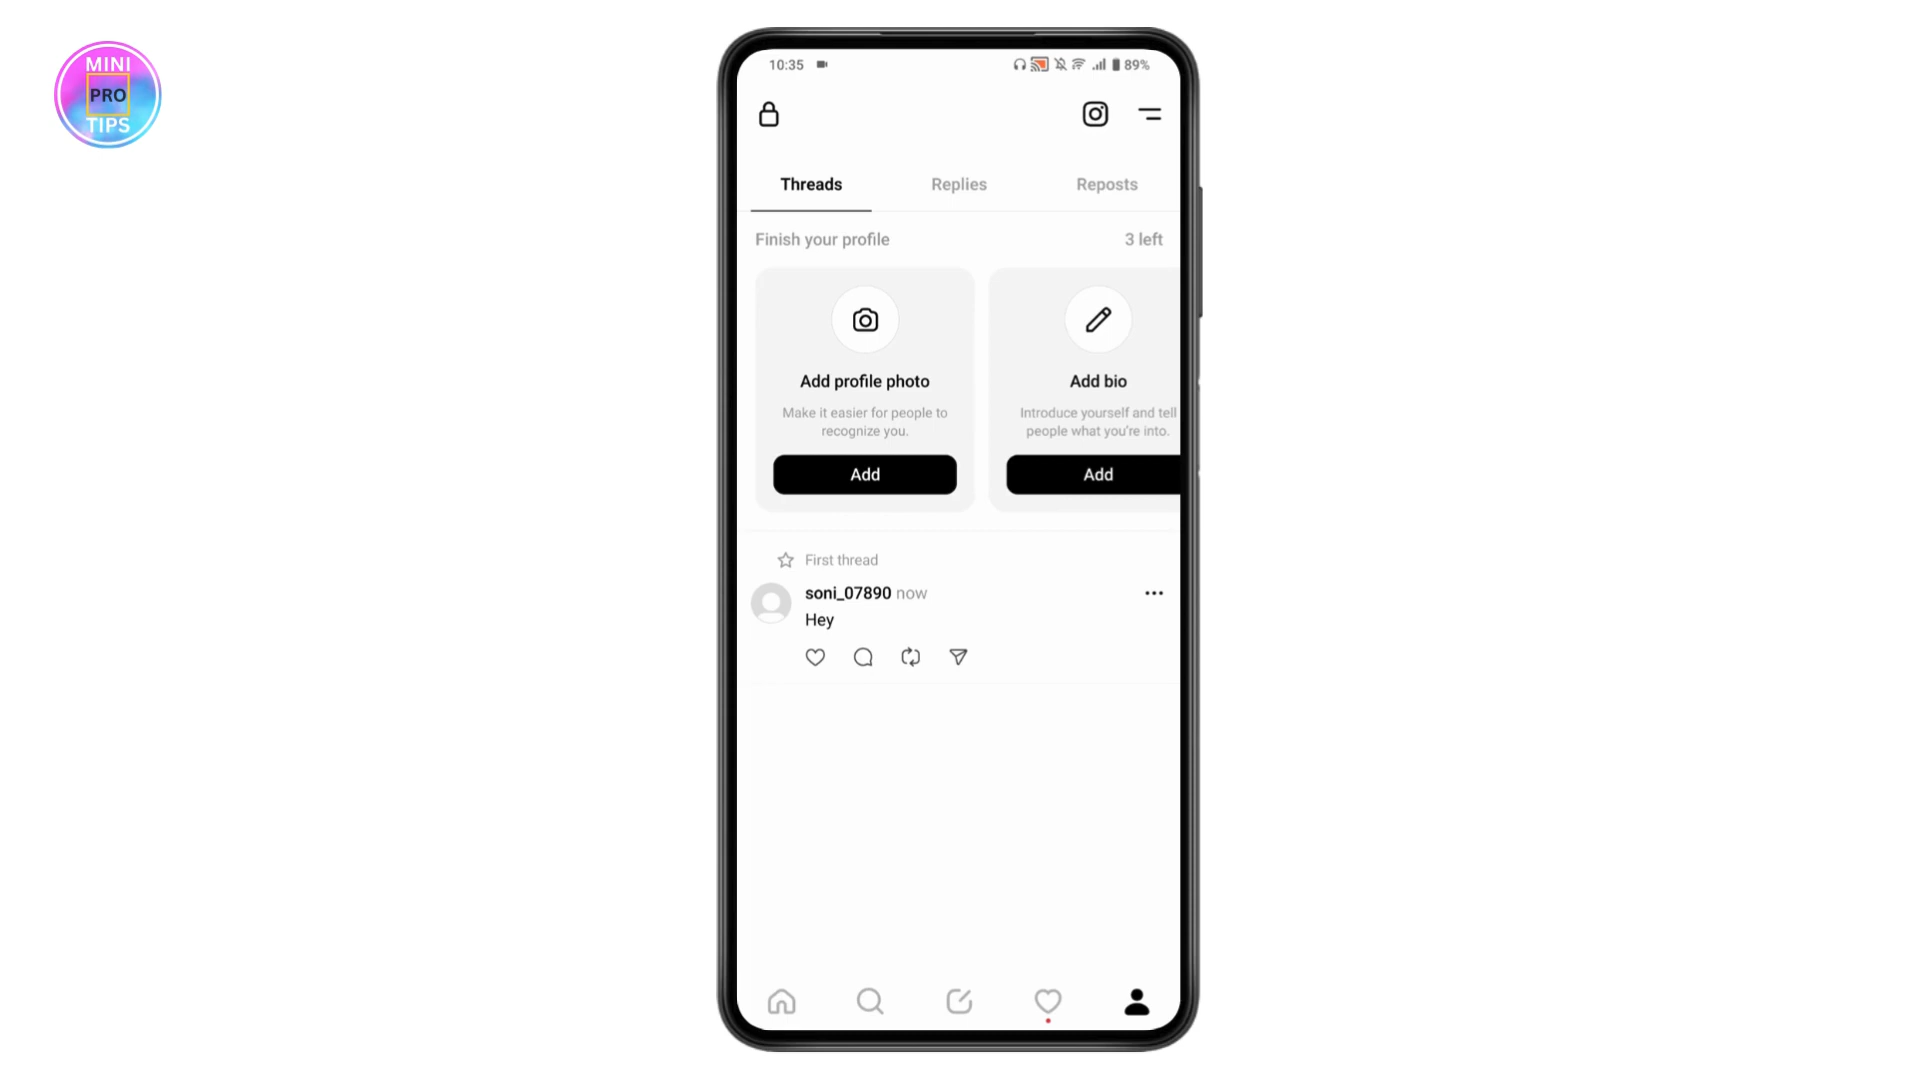 MINI
PRO
TIPS
10:35
89%
Threads
Replies
Reposts
Finish your profile
3 left
Add profile photo
Make it easier for people to
recognize you.
Add
Add bio
Introduce yourself and tell
people what you're into.
Add
First thread
soni_07890 now
Hey